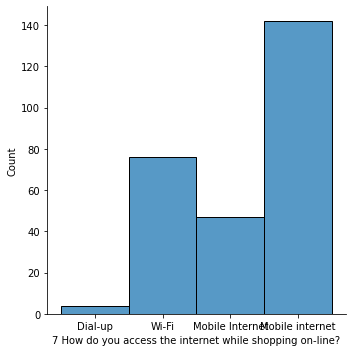 140
120
100
80
60
40
20
0
Count
Dial-up Wi-Fi Mobile Internet Mobile internet
7 How do you access the internet while shopping on-line?